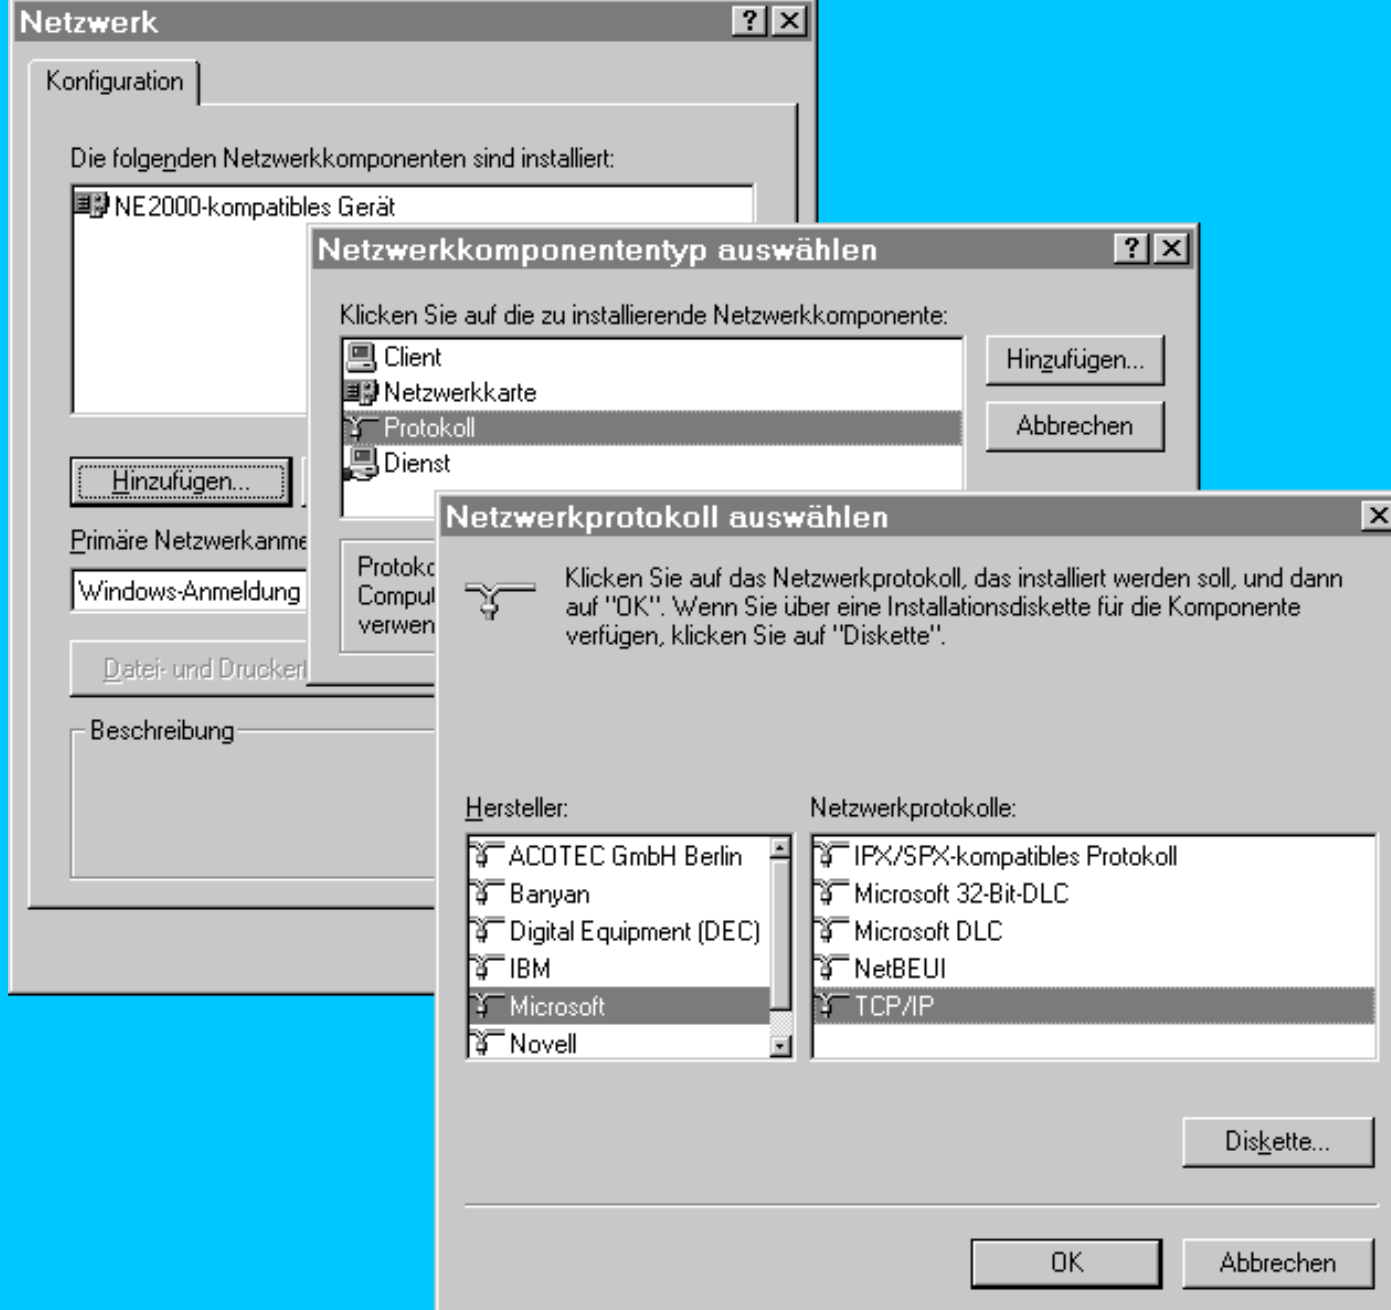 Netzwerk
Konfiguration
Die folgenden Netzwerkkomponenten sind installiert:
NE2000-kompatibles Gerät
Hinzufügen...
Primäre
Windows-Anmeldung
Datei- und
Beschreibung
Netzwerkkomponententyp auswählen
Klicken Sie auf die zu installierende Netzwerkkomponente:
Client
Netzwerkkarte
Protokoll
Dienst
Hinzufügen...
Abbrechen
Netzwerkprotokoll auswählen
Klicken Sie auf das Netzwerkprotokoll, das installiert werden soll, und dann
auf "OK". Wenn Sie über eine Installationsdiskette für die Komponente
verfügen, klicken Sie auf "Diskette".
Hersteller:
ACOTEC GmbH Berlin
Banyan
Digital Equipment (DEC)
IBM
Microsoft
Novell
Netzwerkprotokolle:
IPX/SPX-kompatibles Protokoll
Microsoft 32-Bit-DLC
Microsoft DLC
NetBEUI
TCP/IP
Diskette...
OK
Abbrechen